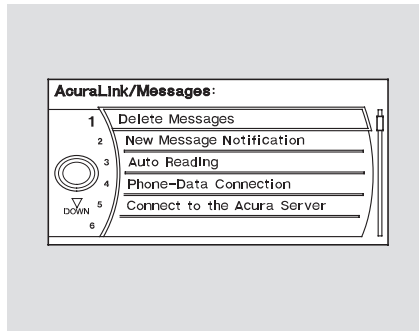 AcuraLink/Messages:
1 Delete Messages
2 New Message Notification
3 Auto Reading
4 Phone-Data Connection
DOWN 5 Connect to the Acura Server
6